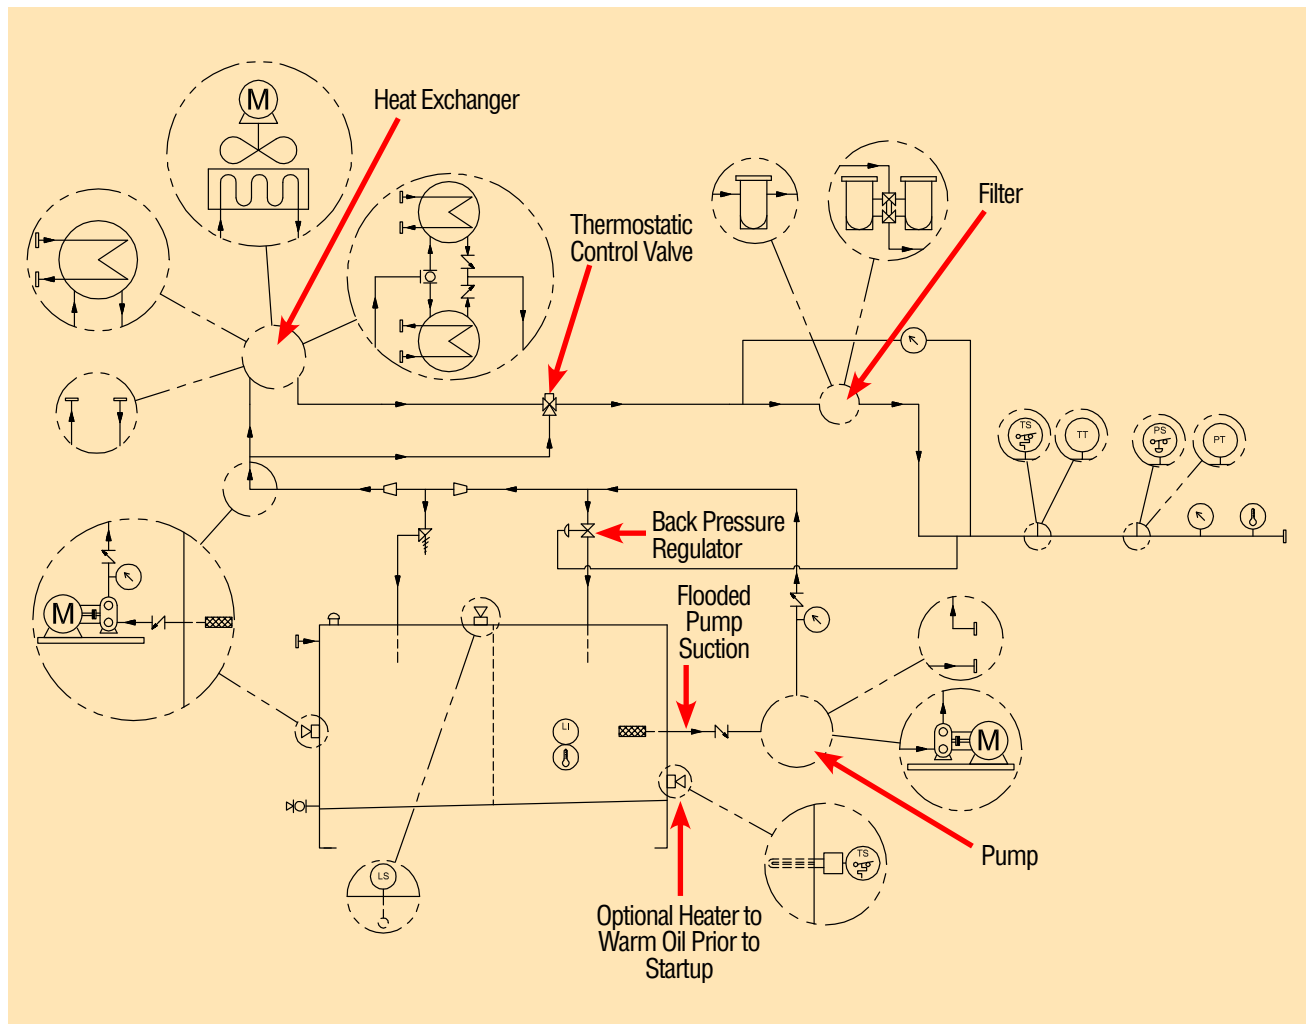 M
Heat Exchanger
Thermostatic
Control Valve
Filter
TS
TT
PS
PT
Back Pressure
Regulator
Flooded
Pump
Suction
M
LI
M
TS
Pump
LS
Optional Heater to
Warm Oil Prior to
Startup